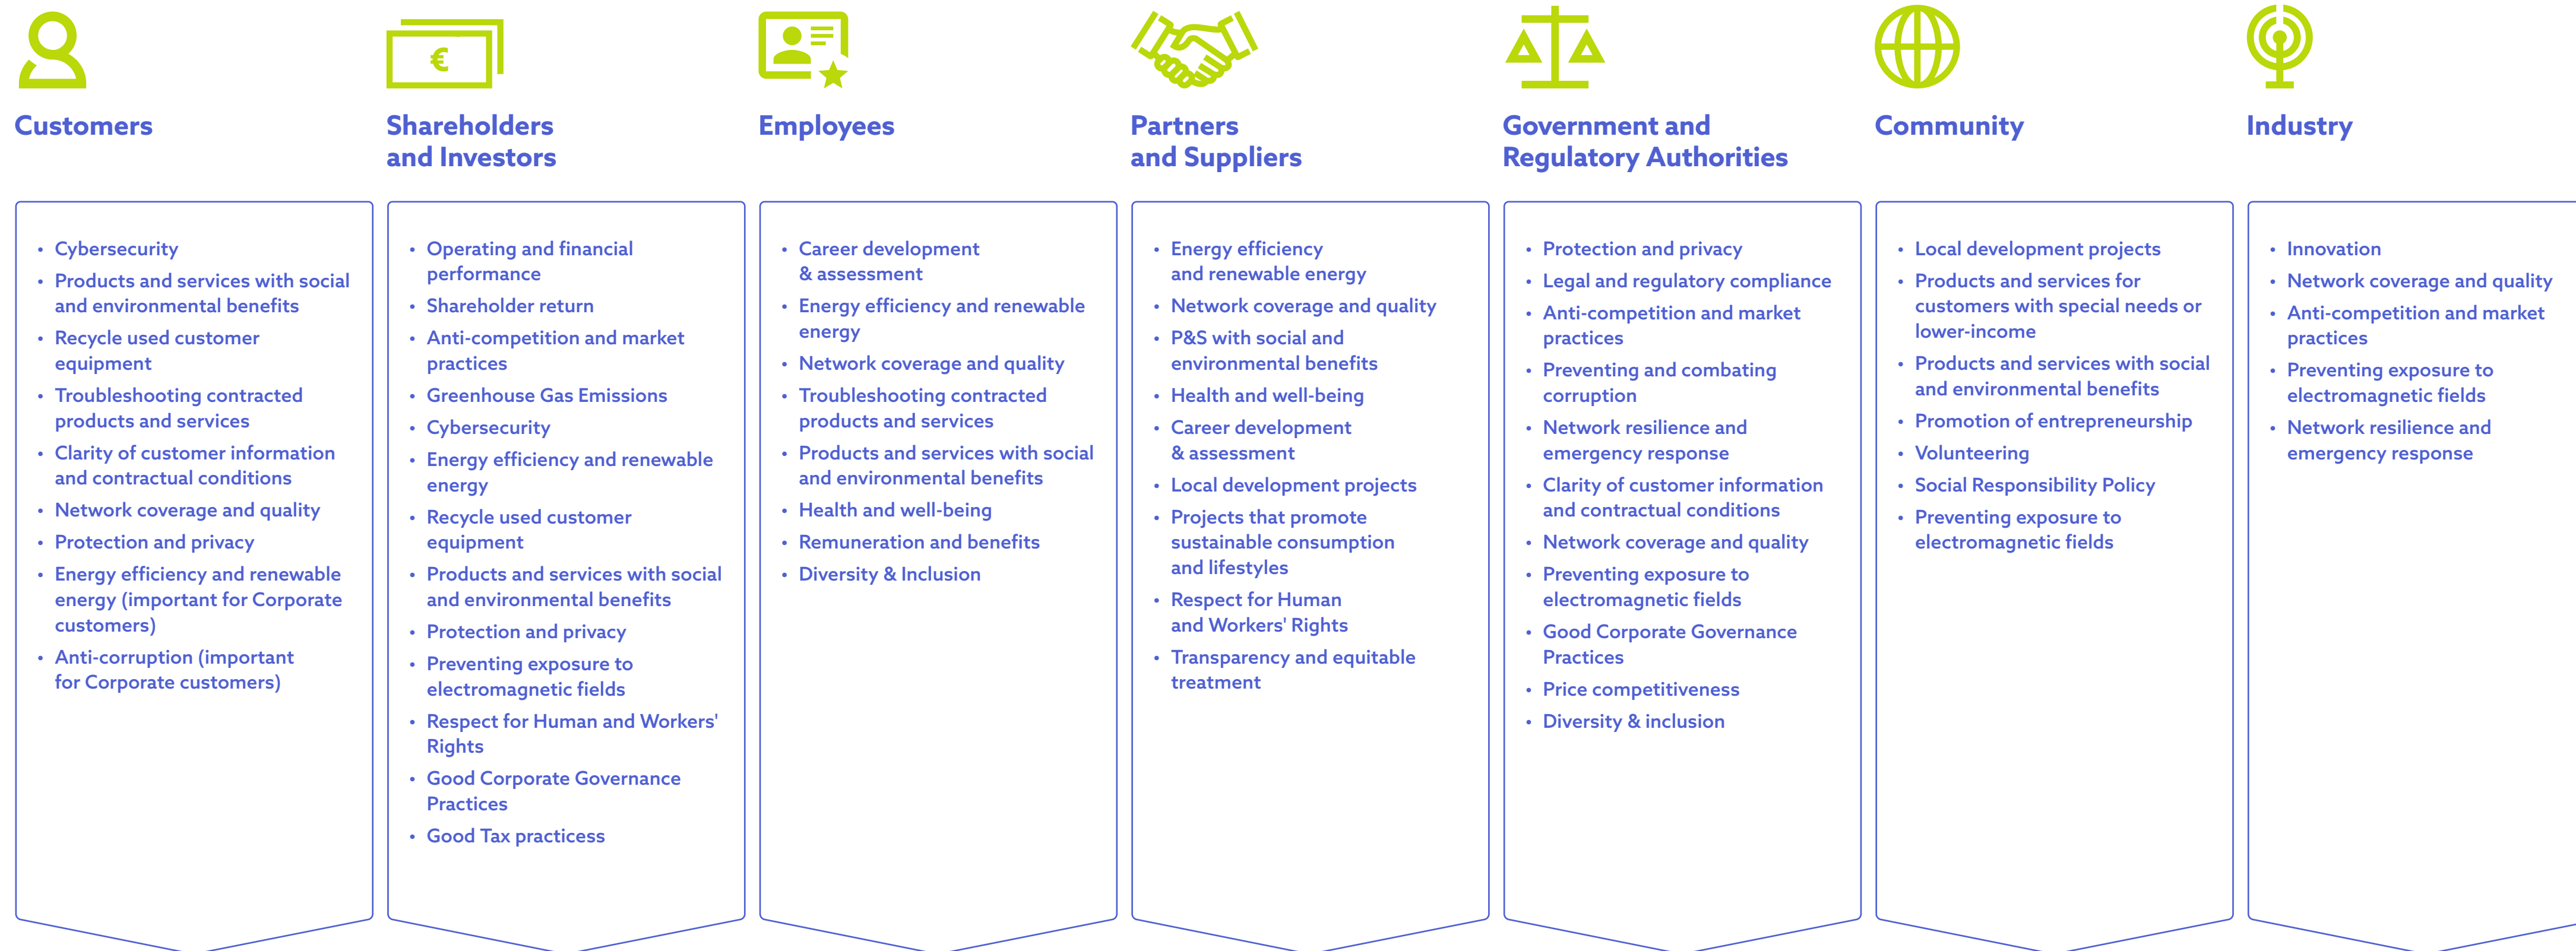 €
Customers
• Cybersecurity
• Products and services with social
and environmental benefits
• Recycle used customer
equipment
• Troubleshooting contracted
products and services
• Clarity of customer information
and contractual conditions
• Network coverage and quality
• Protection and privacy
• Energy efficiency and renewable
energy (important for Corporate
customers)
• Anti-corruption (important
for Corporate customers)
Shareholders
and Investors
• Operating and financial
performance
• Shareholder return
• Anti-competition and market
practices
• Greenhouse Gas Emissions
• Cybersecurity
• Energy efficiency and renewable
energy
• Recycle used customer
equipment
• Products and services with social
and environmental benefits
• Protection and privacy
• Preventing exposure to
electromagnetic fields
• Respect for Human and Workers'
Rights
• Good Corporate Governance
Practices
• Good Tax practicess
Employees
• Career development
& assessment
• Energy efficiency and renewable
energy
• Network coverage and quality
• Troubleshooting contracted
products and services
• Products and services with social
and environmental benefits
• Health and well-being
• Remuneration and benefits
• Diversity & Inclusion
Partners
and Suppliers
• Energy efficiency
and renewable energy
• Network coverage and quality
• P&S with social and
environmental benefits
• Health and well-being
• Career development
& assessment
• Local development projects
• Projects that promote
sustainable consumption
and lifestyles
• Respect for Human
and Workers' Rights
• Transparency and equitable
treatment
Government and
Regulatory Authorities
• Protection and privacy
• Legal and regulatory compliance
• Anti-competition and market
practices
• Preventing and combating
corruption
• Network resilience and
emergency response
• Clarity of customer information
and contractual conditions
• Network coverage and quality
• Preventing exposure to
electromagnetic fields
• Good Corporate Governance
Practices
• Price competitiveness
• Diversity & inclusion
Community
• Local development projects
• Products and services for
customers with special needs or
lower-income
• Products and services with social
and environmental benefits
• Promotion of entrepreneurship
• Volunteering
• Social Responsibility Policy
• Preventing exposure to
electromagnetic fields
Industry
• Innovation
• Network coverage and quality
• Anti-competition and market
practices
• Preventing exposure to
electromagnetic fields
• Network resilience and
emergency response